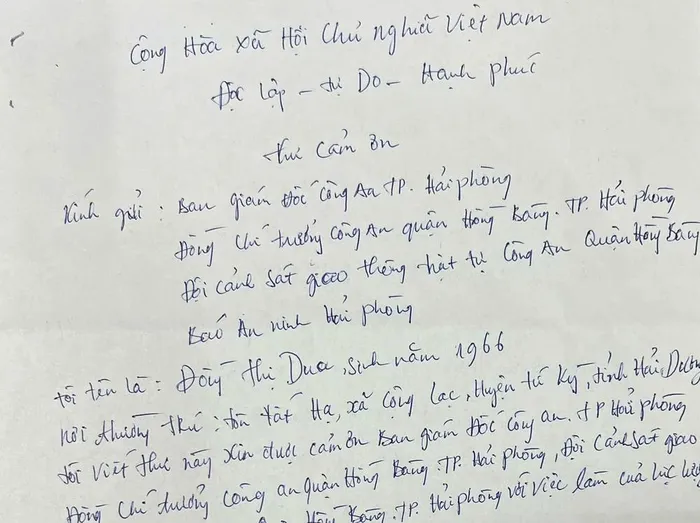 Cộng Hòa xã Hội Chủ nghĩa Việt Nam
Độc lập - tự Do - Hạnh phúc
thư cảm ơn
Kính gửi : Ban giám đốc Công An TP. Hải phòng
Đồng chí trưởng Công An quận Hồng Bàng. TP. Hải phòng
Đội cảnh sát giao thông trật tự Công An Quận Hồng Bàng
Báo An ninh Hải phòng
tôi tên là : Đồng Thị Dua, sinh năm 1966
nơi thường trú : thôn tất Hạ, xã Cộng Lạc, Huyện tứ Kỳ, tỉnh Hải Dương
tôi viết thư này xin được cảm ơn Ban giám Đốc công an. TP Hải phòng
Đồng chí trưởng công an quận Hồng Bàng. TP. Hải phòng, Đội cảnh sát giao
Hồng Bàng. TP. Hải phòng với việc làm của lực lượng